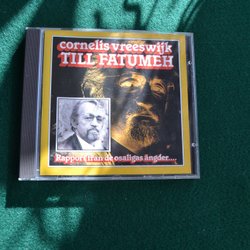 cornelis vreeswijk
TILL FATUMEH
Rapport från de osaligas ängder....